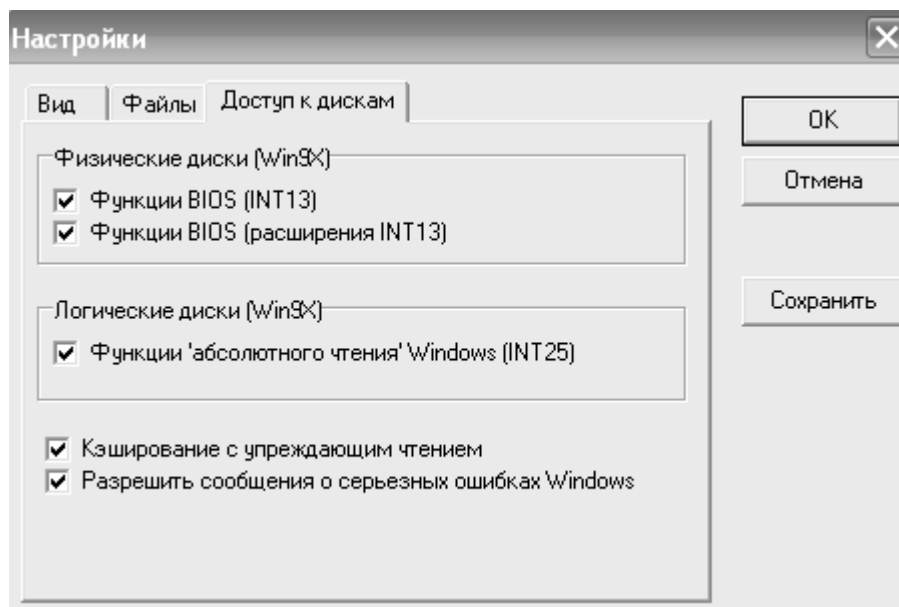 Настройки
Вид
Файлы
Доступ к дискам
Физические диски (Win9X)
Функции BIOS (INT13)
Функции BIOS (расширения INT13)
Логические диски (Win9X)
Функции 'абсолютного чтения' Windows (INT25)
Кэширование с упреждающим чтением
Разрешить сообщения о серьезных ошибках Windows
OK
Отмена
Сохранить